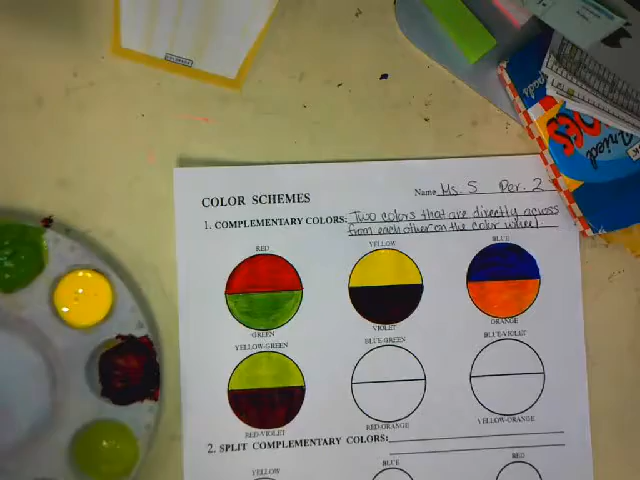 COLOR SCHEMES
Name Ms. S Per. 2
1. COMPLEMENTARY COLORS: Two colors that are directly across
from each other on the color wheel.
RED
YELLOW
BLUE
GREEN
VIOLET
ORANGE
YELLOW-GREEN
BLUE-GREEN
BLUE-VIOLET
RED-VIOLET
RED-ORANGE
YELLOW-ORANGE
2. SPLIT COMPLEMENTARY COLORS:
YELLOW
BLUE
RED